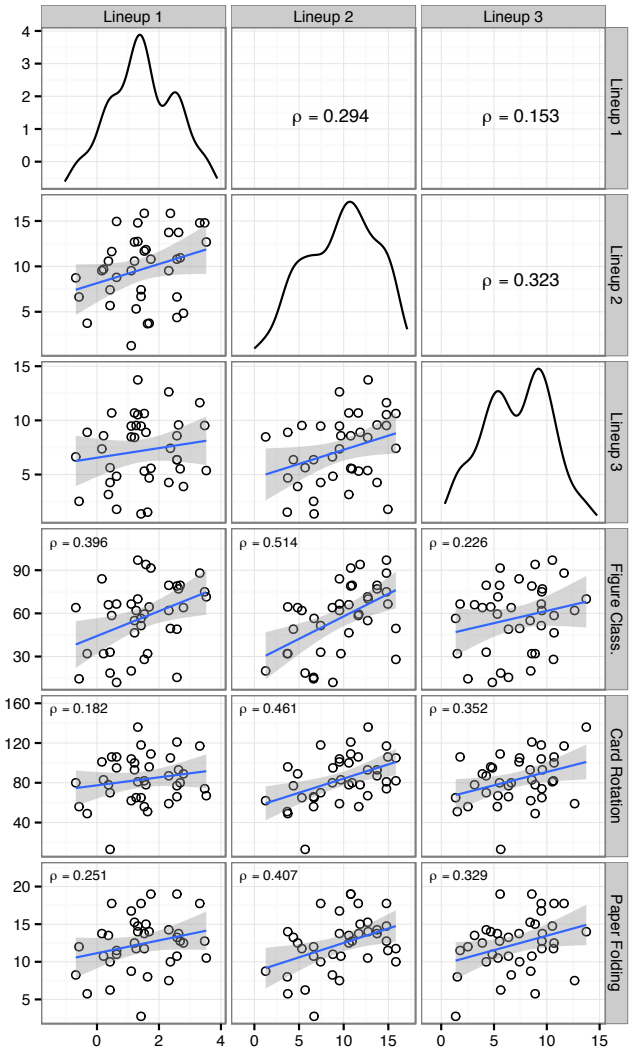 Lineup 1 Lineup 2 Lineup 3
4
3
2
1
0
ρ = 0.294 ρ = 0.153
Lineup 1
15
10
5
ρ = 0.323
Lineup 2
15
10
5
Lineup 3
ρ = 0.396 ρ = 0.514 ρ = 0.226
90
60
30
Figure Class.
160
120
80
40
ρ = 0.182 ρ = 0.461 ρ = 0.352
Card Rotation
ρ = 0.251 ρ = 0.407 ρ = 0.329
20
15
10
5
Paper Folding
0 2 4 0 5 10 15 0 5 10 15